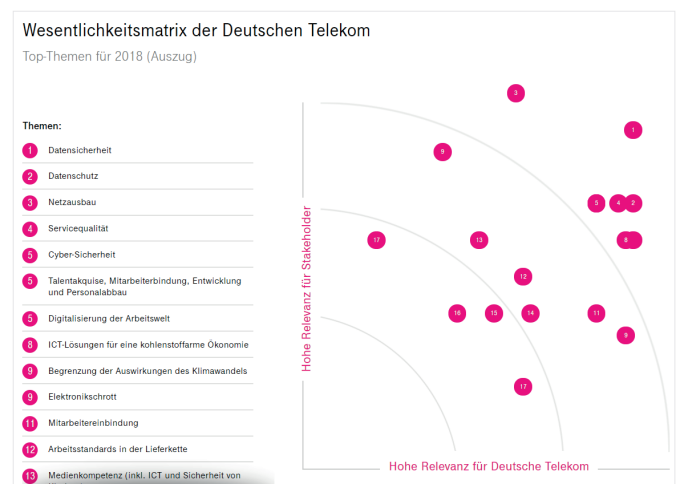 Wesentlichkeitsmatrix der Deutschen Telekom
Top-Themen für 2018 (Auszug)
Themen:
1 Datensicherheit
2 Datenschutz
3 Netzausbau
4 Servicequalität
5 Cyber-Sicherheit
5 Talentakquise, Mitarbeiterbindung, Entwicklung
und Personalabbau
5 Digitalisierung der Arbeitswelt
8 ICT-Lösungen für eine kohlenstoffarme Ökonomie
9 Begrenzung der Auswirkungen des Klimawandels
9 Elektronikschrott
11 Mitarbeitereinbindung
12 Arbeitsstandards in der Lieferkette
13 Medienkompetenz (inkl. ICT und Sicherheit von
Hohe Relevanz für Stakeholder
3
1
9
5 4 2
17 13 8
12
16 15 14 11
9
17
Hohe Relevanz für Deutsche Telekom